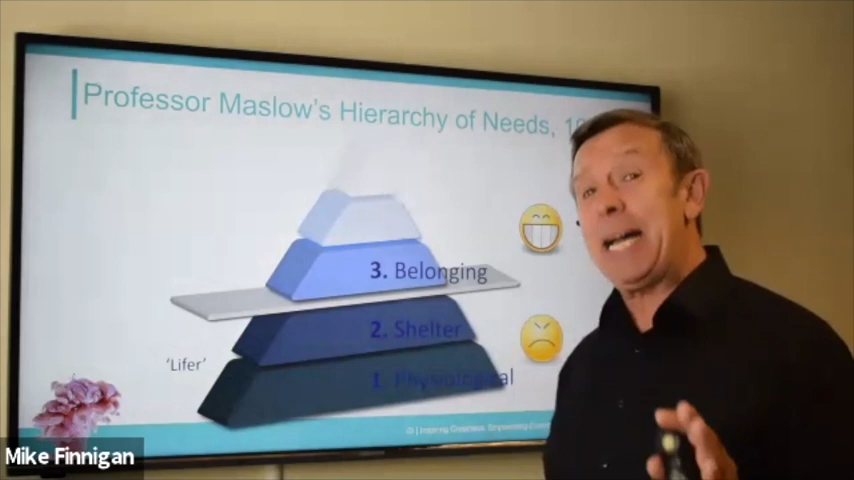 Professor Maslow's Hierarchy of Needs,
3. Belonging
2. Shelter
'Lifer'
1. Physiological
Mike Finnigan